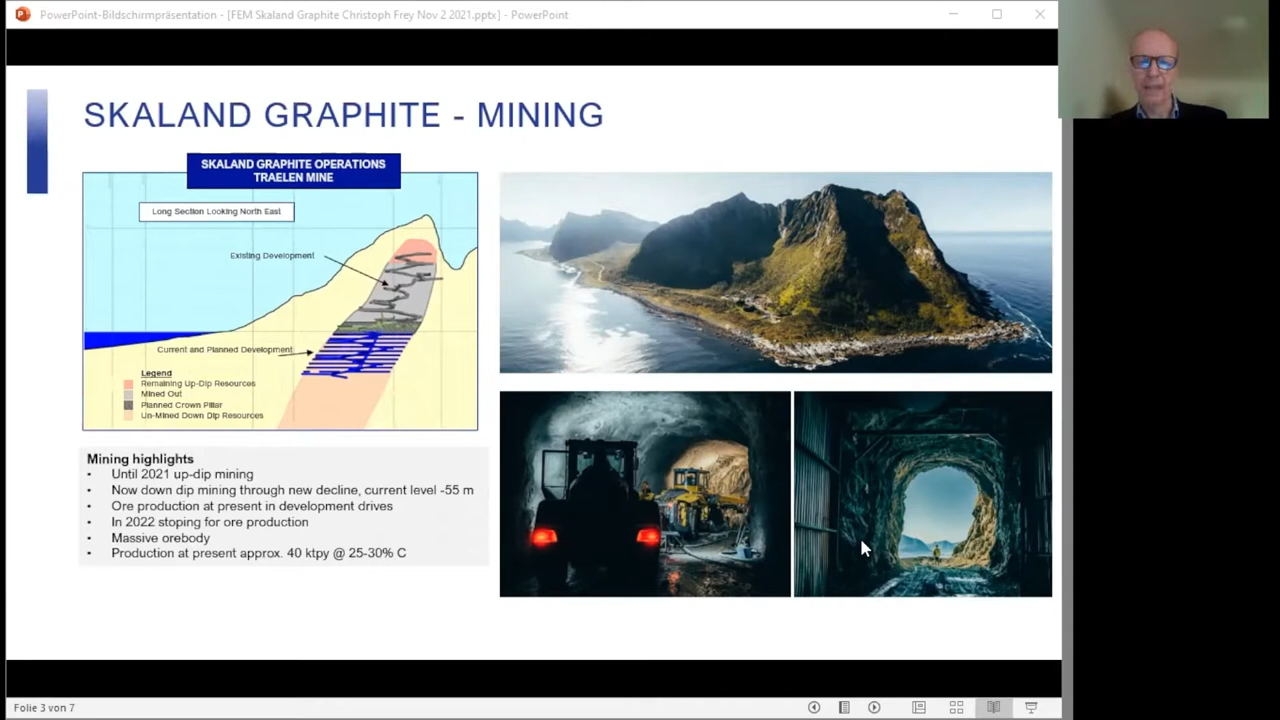 PowerPoint-Bildschirmpräsentation - [FEM Skaland Graphite Christoph Frey Nov 2 2021.pptx] - PowerPoint
SKALAND GRAPHITE - MINING
SKALAND GRAPHITE OPERATIONS
TRAELEN MINE
Long Section Looking North East
Existing Development
Current and Planned Development
Legend
Remaining Up-Dip Resources
Mined Out
Planned Crown Pillar
Un-Mined Down Dip Resources
Mining highlights
• Until 2021 up-dip mining
• Now down dip mining through new decline, current level -55 m
• Ore production at present in development drives
• In 2022 stoping for ore production
• Massive orebody
• Production at present approx. 40 ktpy @ 25-30% C
Folie 3 von 7